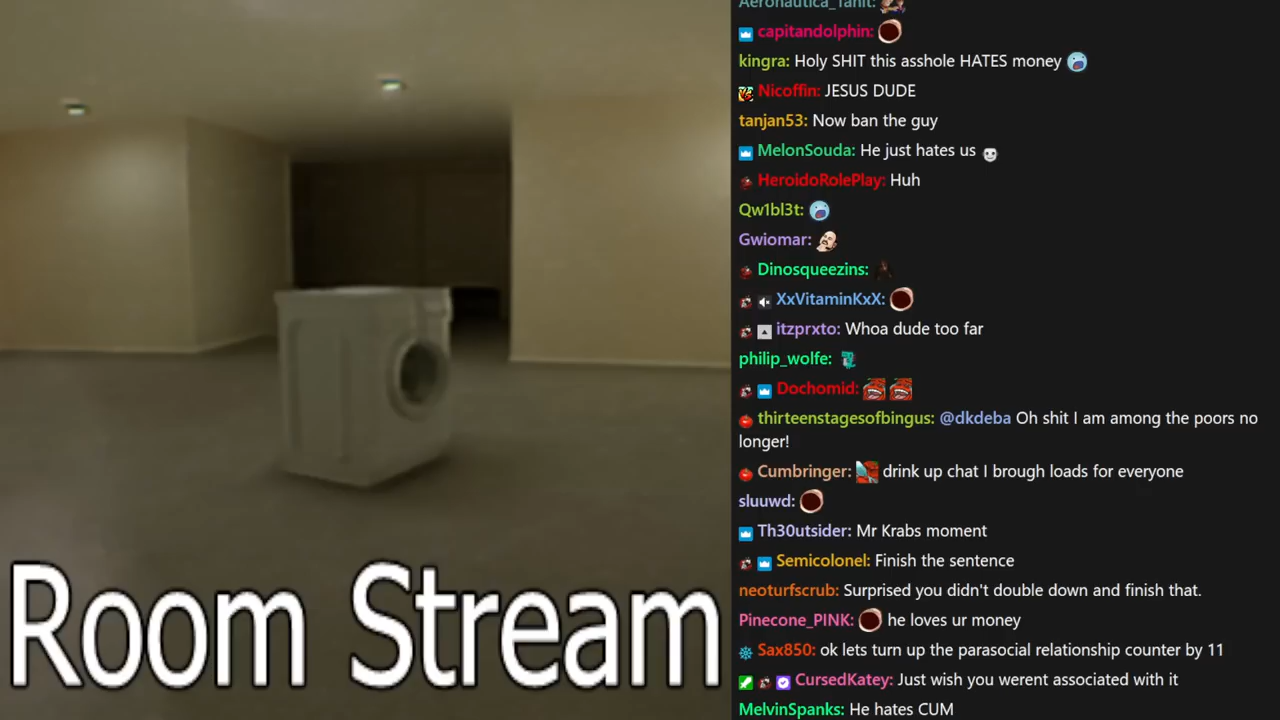 Aeronautica_Tanit:
capitandolphin:
kingra: Holy SHIT this asshole HATES money
Nicoffin: JESUS DUDE
tanjan53: Now ban the guy
MelonSouda: He just hates us
HeroidoRolePlay: Huh
Qw1bl3t:
Gwiomar:
Dinosqueezins:
XxVitaminKxX:
itzprxto: Whoa dude too far
philip_wolfe:
Dochomid:
thirteenstagesofbingus: @dkdeba Oh shit I am among the poors no
longer!
Cumbringer: drink up chat I brough loads for everyone
sluuwd:
Th30utsider: Mr Krabs moment
Semicolonel: Finish the sentence
neoturfscrub: Surprised you didn't double down and finish that.
Pinecone_PINK: he loves ur money
Sax850: ok lets turn up the parasocial relationship counter by 11
CursedKatey: Just wish you werent associated with it
MelvinSpanks: He hates CUM
Room Stream